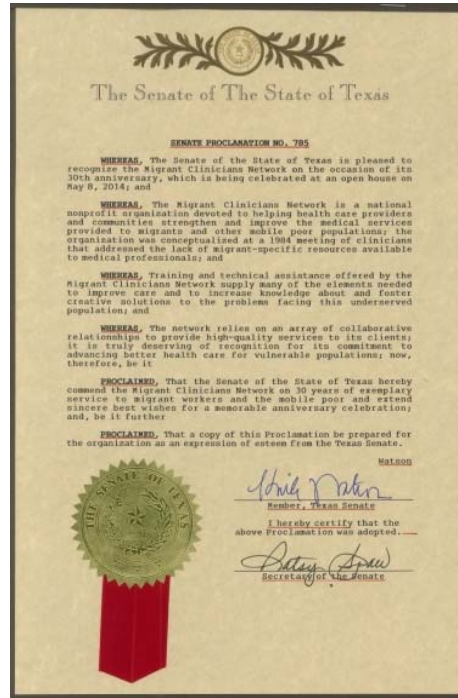 The Senate of The State of Texas
SENATE PROCLAMATION NO. 785
WHEREAS, The Senate of the State of Texas is pleased to
recognize the Migrant Clinicians Network on the occasion of its
30th anniversary, which is being celebrated at an open house on
May 8, 2014; and
WHEREAS, The Migrant Clinicians Network is a national
nonprofit organization devoted to helping health care providers
and communities strengthen and improve the medical services
provided to migrants and other mobile poor populations; the
organization was conceptualized at a 1984 meeting of clinicians
that addressed the lack of migrant-specific resources available
to medical professionals; and
WHEREAS, Training and technical assistance offered by the
Migrant Clinicians Network supply many of the elements needed
to improve care and to increase knowledge about and foster
creative solutions to the problems facing this underserved
population; and
WHEREAS, The network relies on an array of collaborative
relationships to provide high-quality services to its clients;
it is truly deserving of recognition for its commitment to
advancing better health care for vulnerable populations; now,
therefore, be it
PROCLAIMED, That the Senate of the State of Texas hereby
commend the Migrant Clinicians Network on 30 years of exemplary
service to migrant workers and the mobile poor and extend
sincere best wishes for a memorable anniversary celebration;
and, be it further
PROCLAIMED, That a copy of this Proclamation be prepared for
the organization as an expression of esteem from the Texas Senate.
Watson
Member, Texas Senate
I hereby certify that the
above Proclamation was adopted.
Patsy Spaw
Secretary of the Senate
THE SENATE OF TEXAS